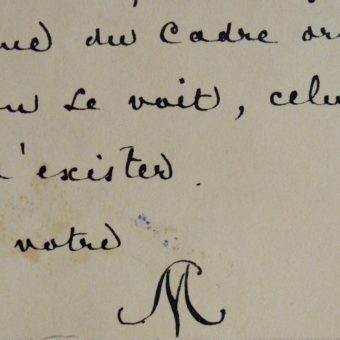 du Cadre
Le voit, celu
d'exister.
votre
M